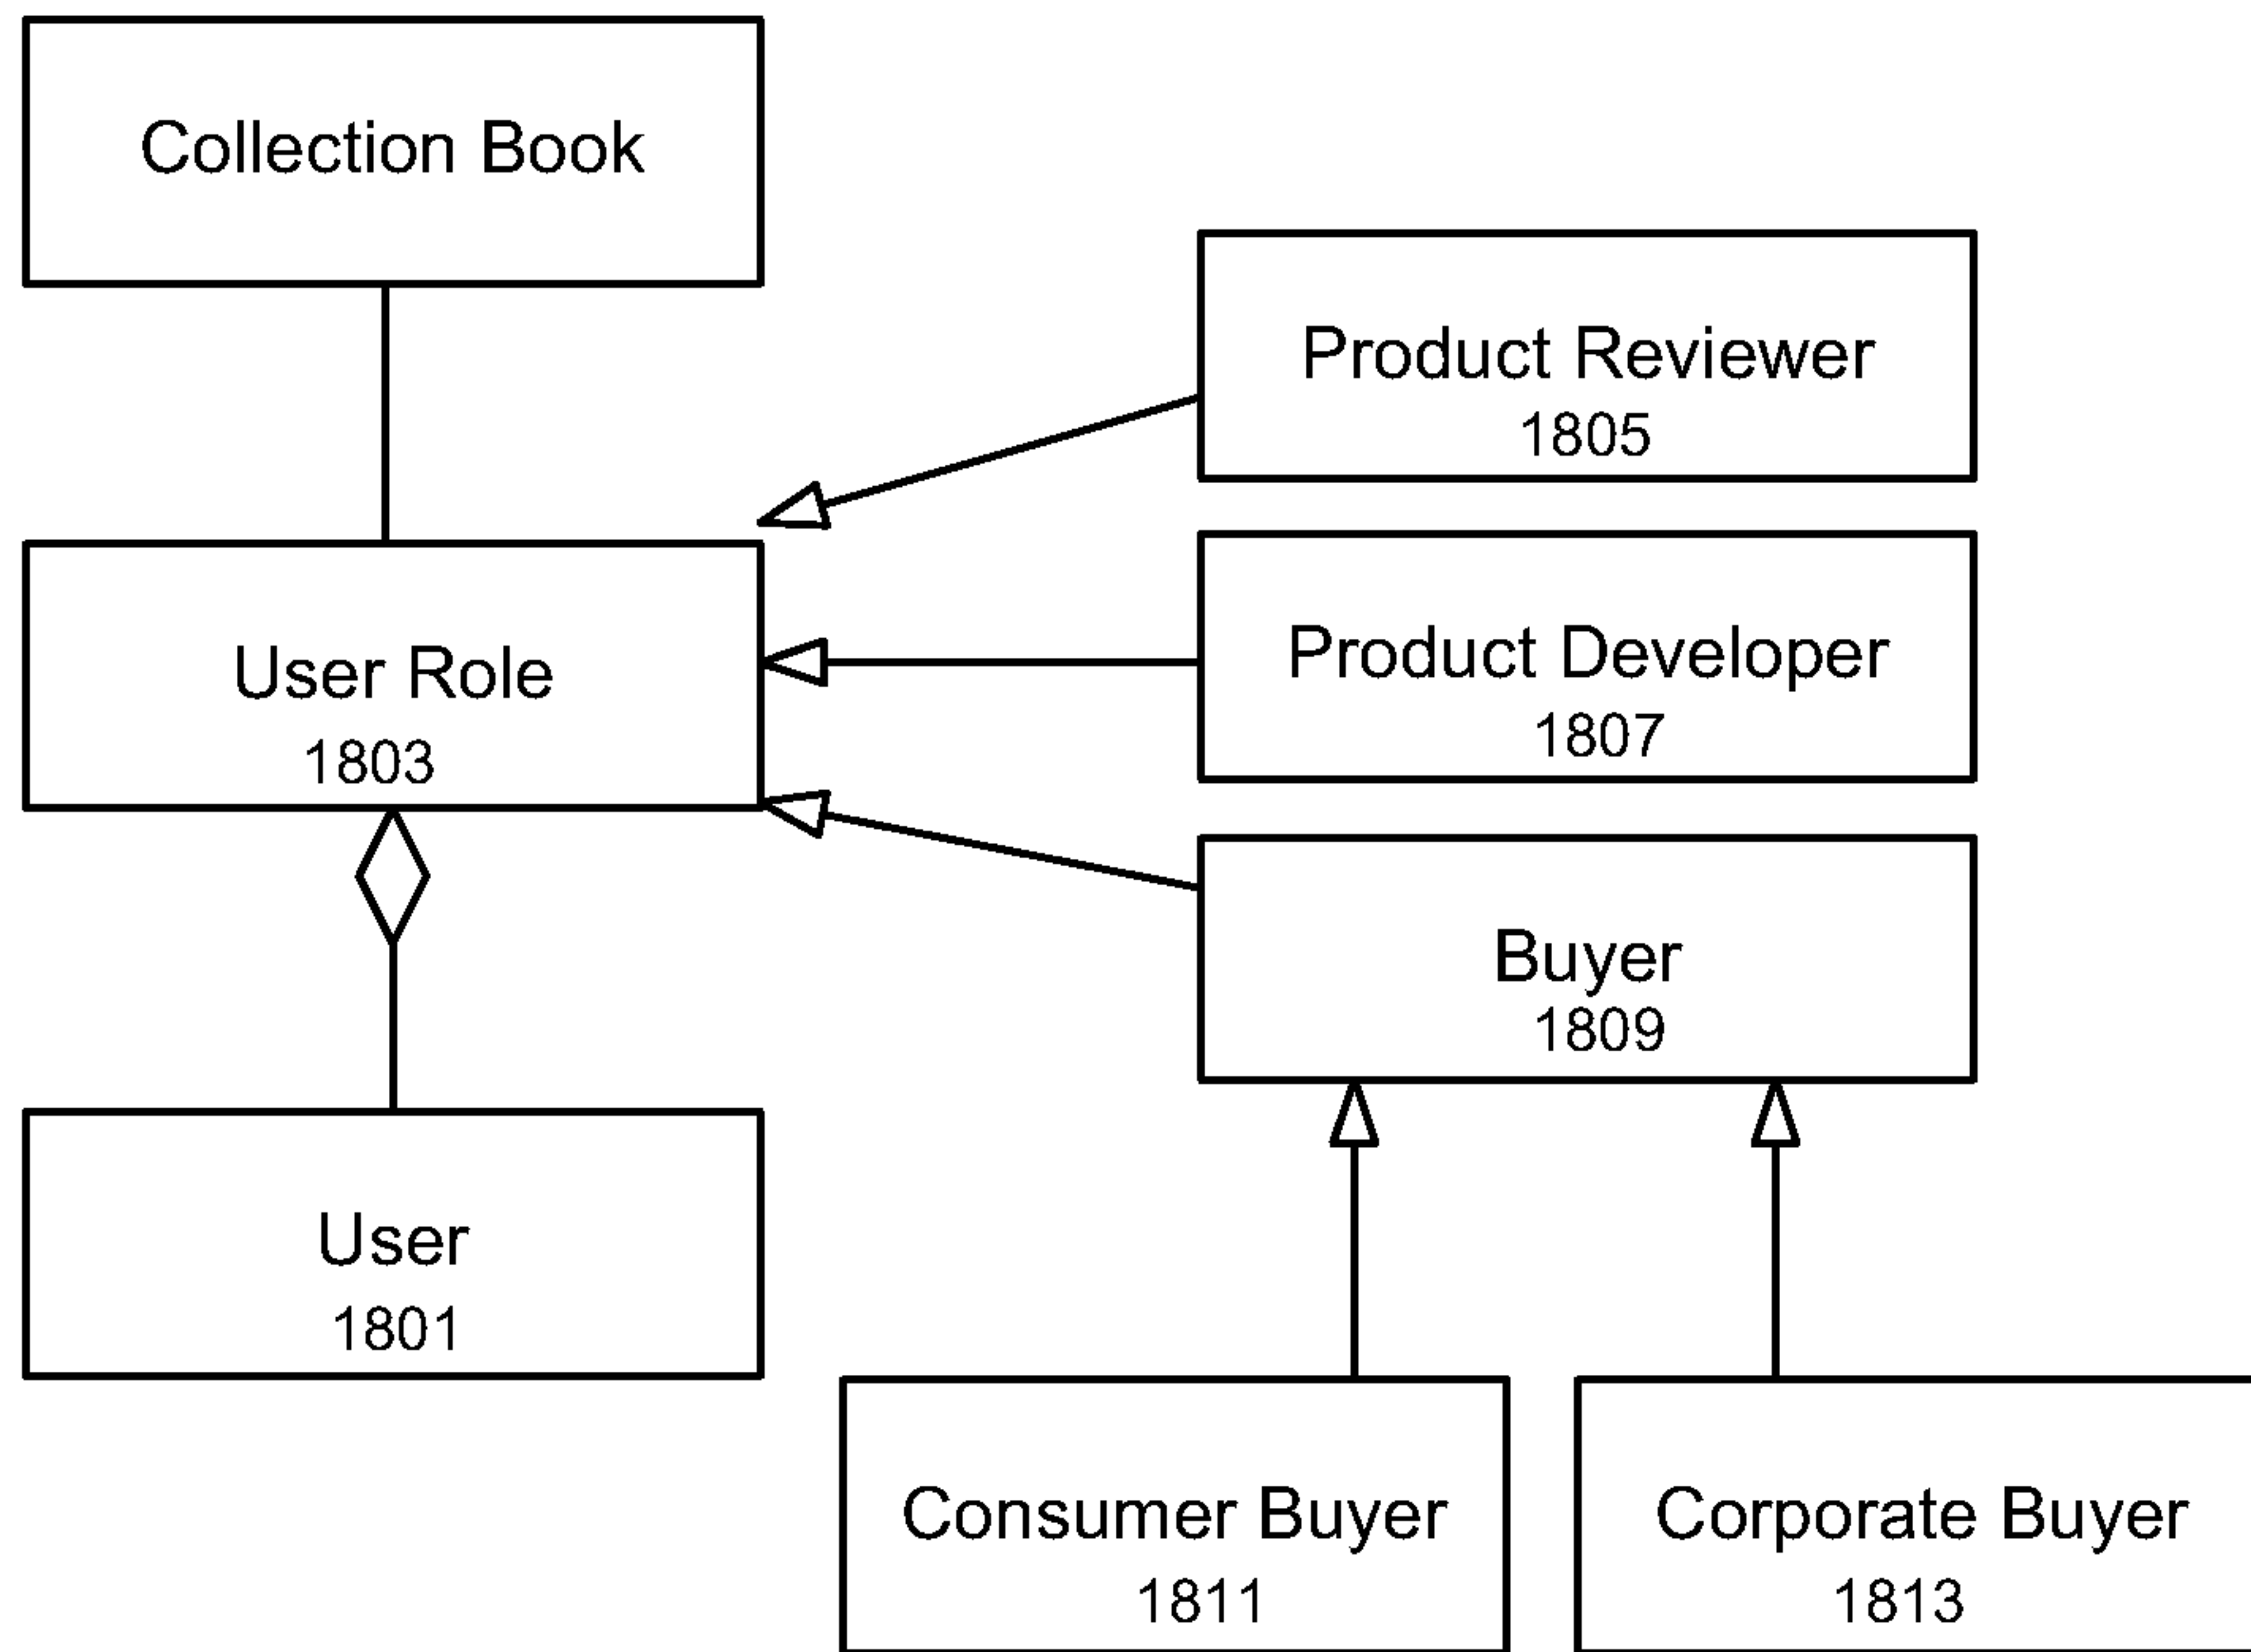 Collection Book
Product Reviewer
1805
User Role
1803
Product Developer
1807
Buyer
1809
User
1801
Consumer Buyer
1811
Corporate Buyer
1813